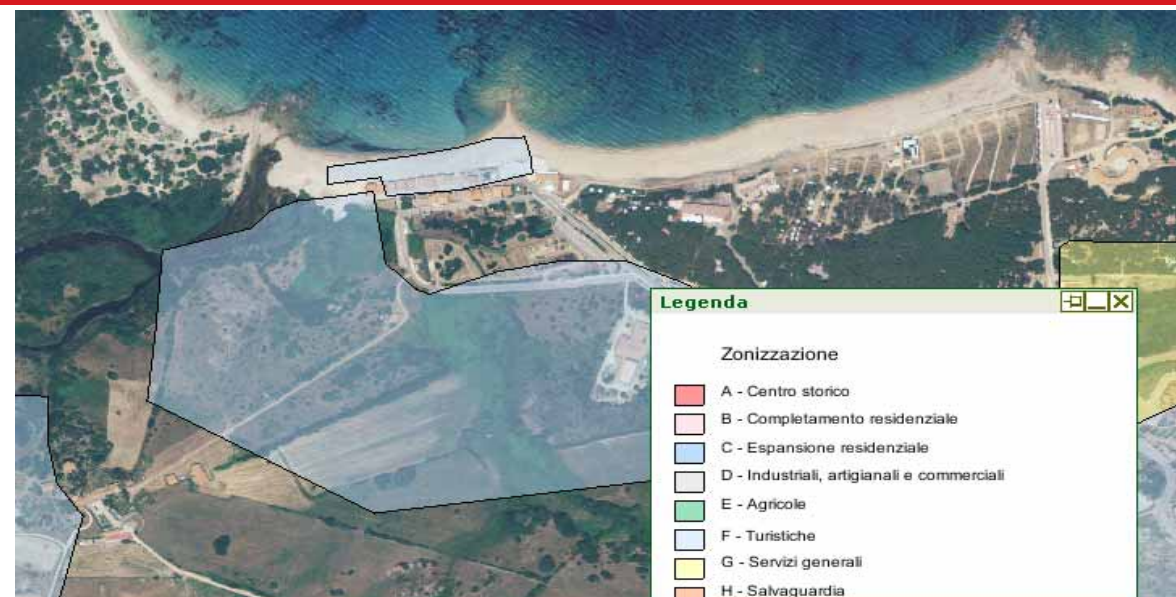 Legenda
Zonizzazione
A - Centro storico
B - Completamento residenziale
C - Espansione residenziale
D - Industriali, artigianali e commerciali
E - Agricole
F - Turistiche
G - Servizi generali
H - Salvaguardia